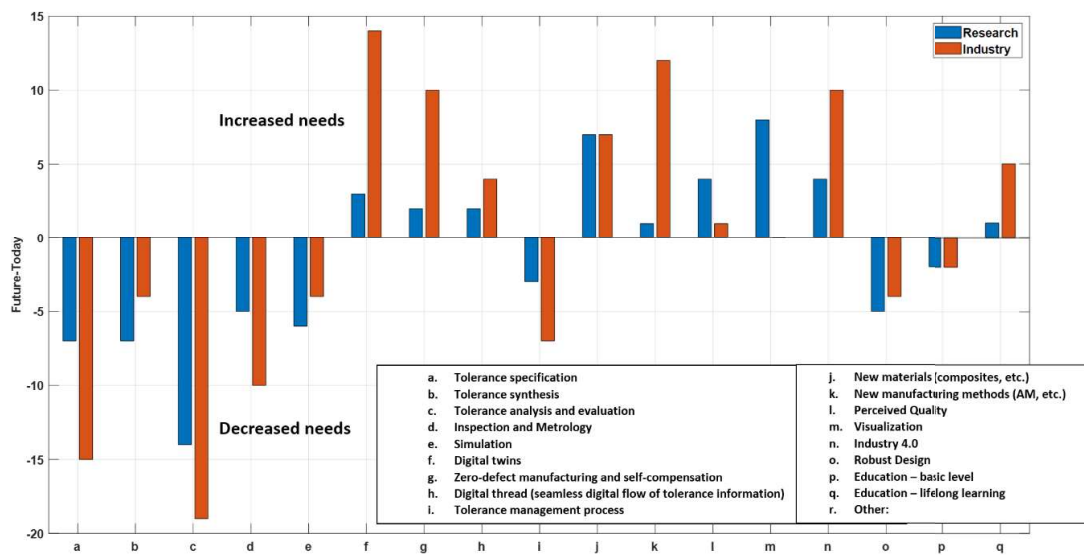 15
10
5
0
-5
-10
-15
-20
Future-Today
Research
Industry
Increased needs
Decreased needs
a. Tolerance specification
b. Tolerance synthesis
c. Tolerance analysis and evaluation
d. Inspection and Metrology
e. Simulation
f. Digital twins
g. Zero-defect manufacturing and self-compensation
h. Digital thread (seamless digital flow of tolerance information)
i. Tolerance management process
j. New materials (composites, etc.)
k. New manufacturing methods (AM, etc.)
l. Perceived Quality
m. Visualization
n. Industry 4.0
o. Robust Design
p. Education – basic level
q. Education – lifelong learning
r. Other:
a b c d e f g h i j k l m n o p q